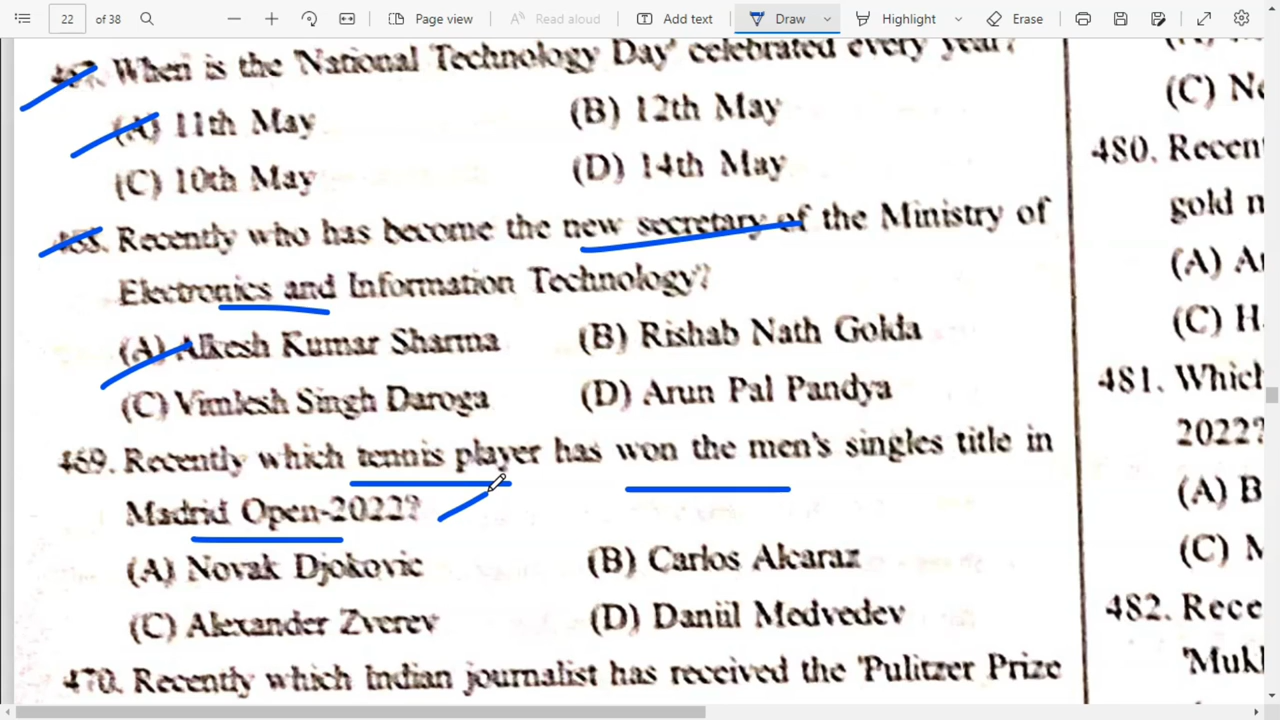 22 of 38 Page view Read aloud Add text Draw Highlight Erase
467. When is the 'National Technology Day' celebrated every year?
(A) 11th May (B) 12th May
(C) 10th May (D) 14th May
468. Recently who has become the new secretary of the Ministry of
Electronics and Information Technology?
(A) Alkesh Kumar Sharma (B) Rishab Nath Golda
(C) Vimlesh Singh Daroga (D) Arun Pal Pandya
469. Recently which tennis player has won the men's singles title in
Madrid Open-2022?
(A) Novak Djokovic (B) Carlos Alcaraz
(C) Alexander Zverev (D) Daniil Medvedev
470. Recently which Indian journalist has received the 'Pulitzer Prize
(C) Ne
480. Recen
gold m
(A) A
(C) H
481. Which
2022?
(A) B
(C) M
482. Rece
'Muk